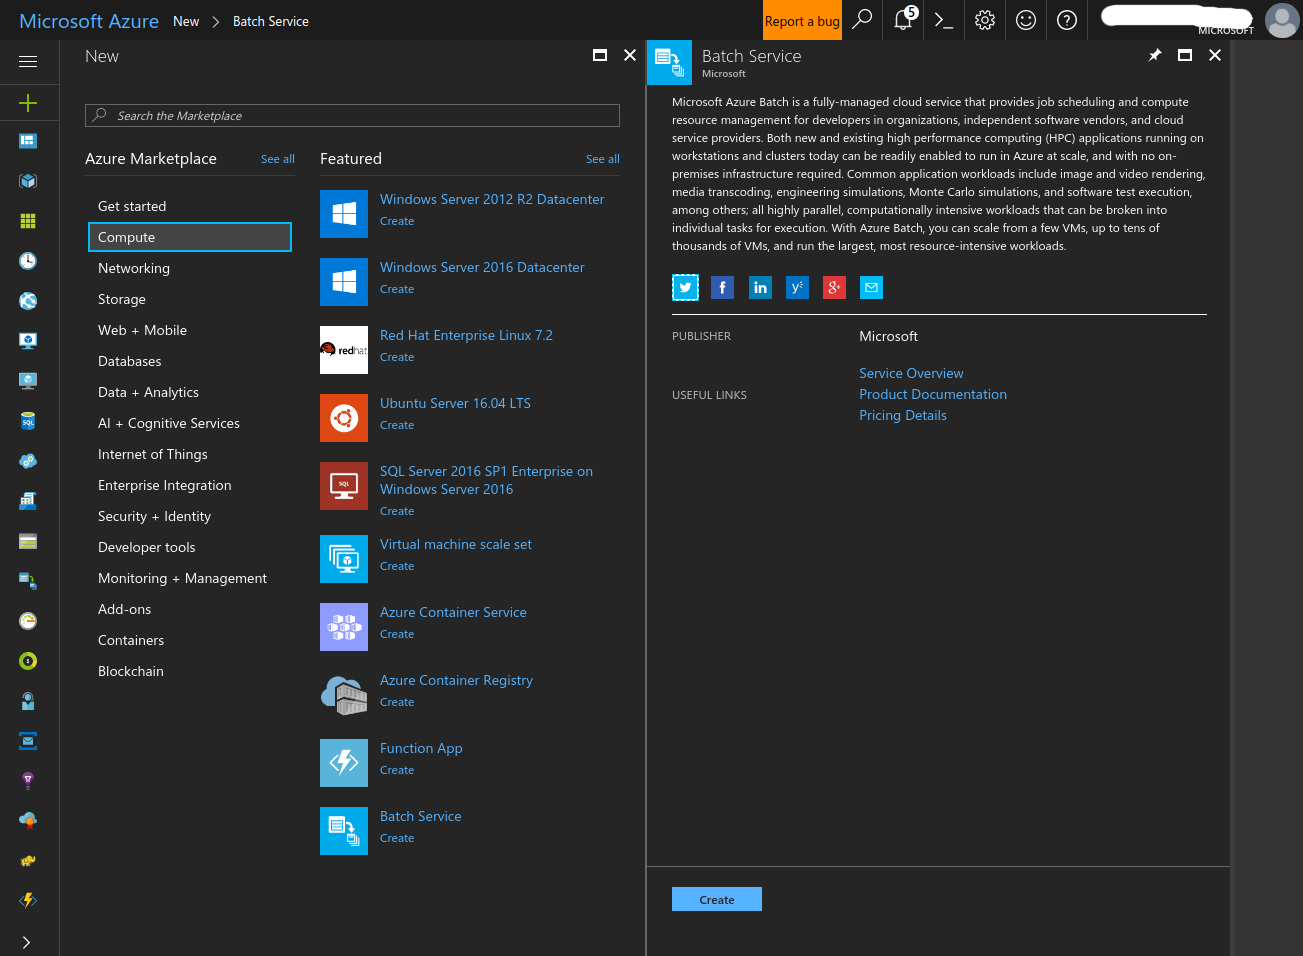 Microsoft Azure New > Batch Service
Report a bug
5
MICROSOFT
New
Search the Marketplace
Azure Marketplace See all
Get started
Compute
Networking
Storage
Web + Mobile
Databases
Data + Analytics
AI + Cognitive Services
Internet of Things
Enterprise Integration
Security + Identity
Developer tools
Monitoring + Management
Add-ons
Containers
Blockchain
Featured See all
Windows Server 2012 R2 Datacenter
Create
Windows Server 2016 Datacenter
Create
redhat
Red Hat Enterprise Linux 7.2
Create
Ubuntu Server 16.04 LTS
Create
SQL
SQL Server 2016 SP1 Enterprise on
Windows Server 2016
Create
Virtual machine scale set
Create
Azure Container Service
Create
Azure Container Registry
Create
Function App
Create
Batch Service
Create
SQL
Batch Service
Microsoft
Microsoft Azure Batch is a fully-managed cloud service that provides job scheduling and compute
resource management for developers in organizations, independent software vendors, and cloud
service providers. Both new and existing high performance computing (HPC) applications running on
workstations and clusters today can be readily enabled to run in Azure at scale, and with no on-
premises infrastructure required. Common application workloads include image and video rendering,
media transcoding, engineering simulations, Monte Carlo simulations, and software test execution,
among others; all highly parallel, computationally intensive workloads that can be broken into
individual tasks for execution. With Azure Batch, you can scale from a few VMs, up to tens of
thousands of VMs, and run the largest, most resource-intensive workloads.
PUBLISHER Microsoft
USEFUL LINKS
Service Overview
Product Documentation
Pricing Details
Create